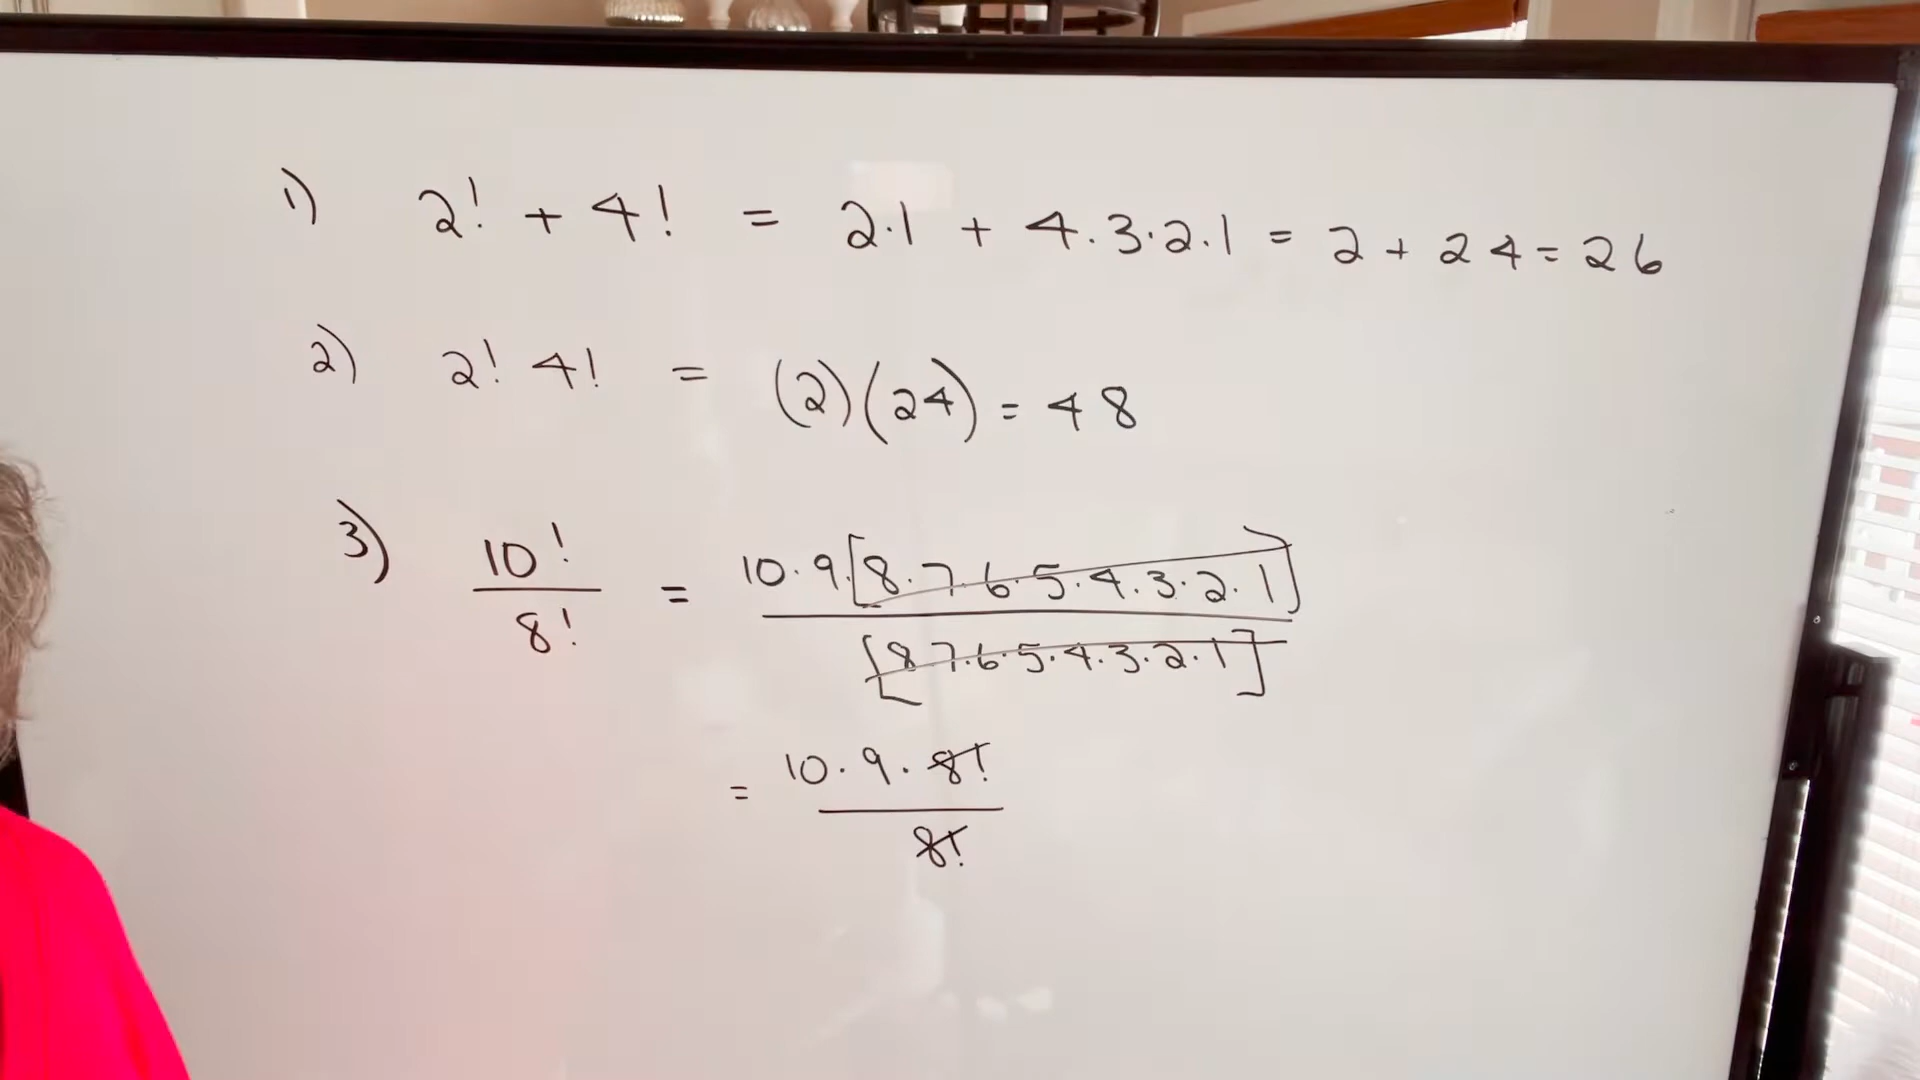 1) 2! + 4! = 2·1 + 4·3·2·1 = 2 + 24 = 26
2) 2! 4! = (2)(24) = 48
3) 10! / 8! = 10·9·[8·7·6·5·4·3·2·1] / [8·7·6·5·4·3·2·1]
= 10·9·8! / 8!